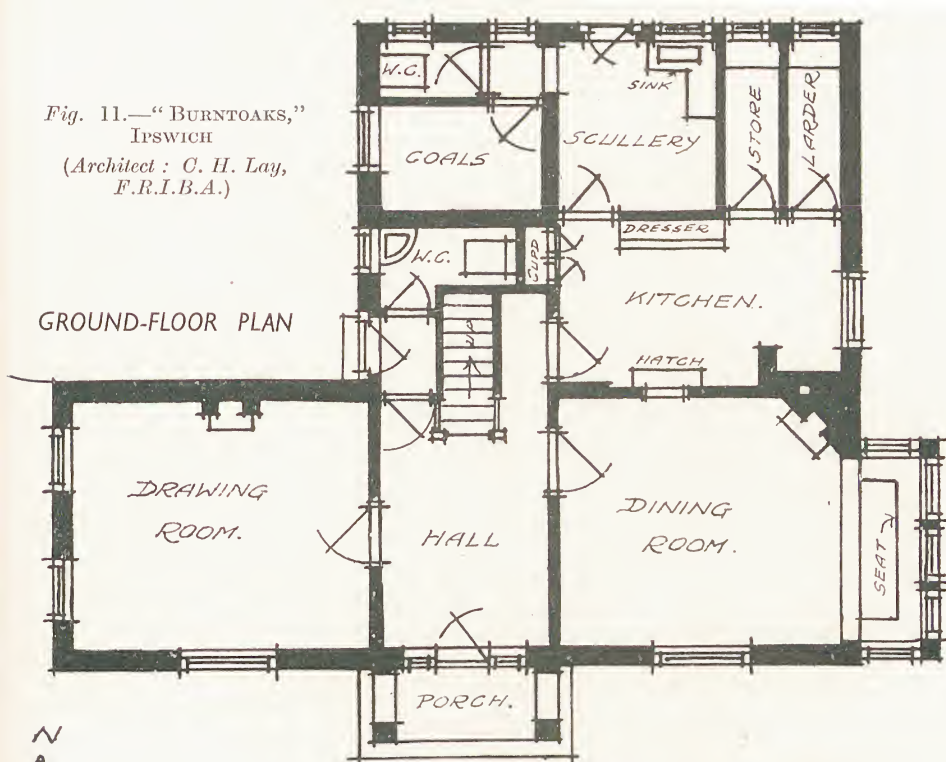 Fig. 11.—“BURNTOAKS,”
IPSWICH
(Architect : C. H. Lay,
F.R.I.B.A.)
GROUND-FLOOR PLAN
W.C.
COALS
SINK
SCULLERY
STORE
LARDER
W.C.
CUPD
DRESSER
KITCHEN.
HATCH
UP
DRAWING
ROOM.
HALL
DINING
ROOM.
SEAT
PORCH.
N